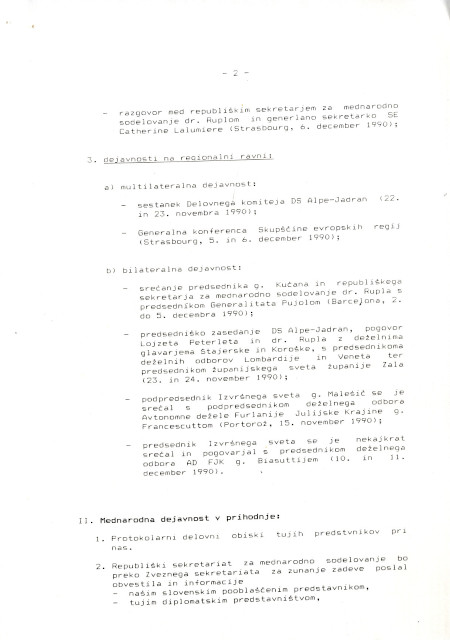 - 2 -
- razgovor med republiškim sekretarjem za mednarodno
sodelovanje dr. Ruplom in generlano sekretarko SE
Catherine Lalumiere (Strasbourg, 6. december 1990);
3. dejavnosti na regionalni ravni:
a) multilateralna dejavnost:
- sestanek Delovnega komiteja DS Alpe-Jadran (22.
in 23. novembra 1990);
- Generalna konferenca Skupščine evropskih regij
(Strasbourg, 5. in 6. december 1990);
b) bilateralna dejavnost:
- srečanje predsednika g. Kučana in republiškega
sekretarja za mednarodno sodelovanje dr. Rupla s
predsednikom Generalitata Pujolom (Barcelona, 2.
do 5. decembra 1990);
- predsedniško zasedanje DS Alpe-Jadran, pogovor
Lojzeta Peterleta in dr. Rupla z deželnima
glavarjema Štajerske in Koroške, s predsednikoma
deželnih odborov Lombardije in Veneta ter
predsednikom županijskega sveta županije Zala
(23. in 24. november 1990);
- podpredsednik Izvršnega sveta g. Malešič se je
srečal s podpredsednikom deželnega odbora
Avtonomne dežele Furlanije Julijske Krajine g.
Francescuttom (Portorož, 15. november 1990);
- predsednik Izvršnega sveta se je nekajkrat
srečal in pogovarjal s predsednikom deželnega
odbora AD FJK g. Biasuttijem (10. in 11.
december 1990).
II. Mednarodna dejavnost v prihodnje:
1. Protokolarni delovni obiski tujih predstvnikov pri
nas.
2. Republiški sekretariat za mednarodno sodelovanje bo
preko Zveznega sekretariata za zunanje zadeve poslal
obvestila in informacije
- našim slovenskim pooblaščenim predstavnikom,
- tujim diplomatskim predstavništvom,